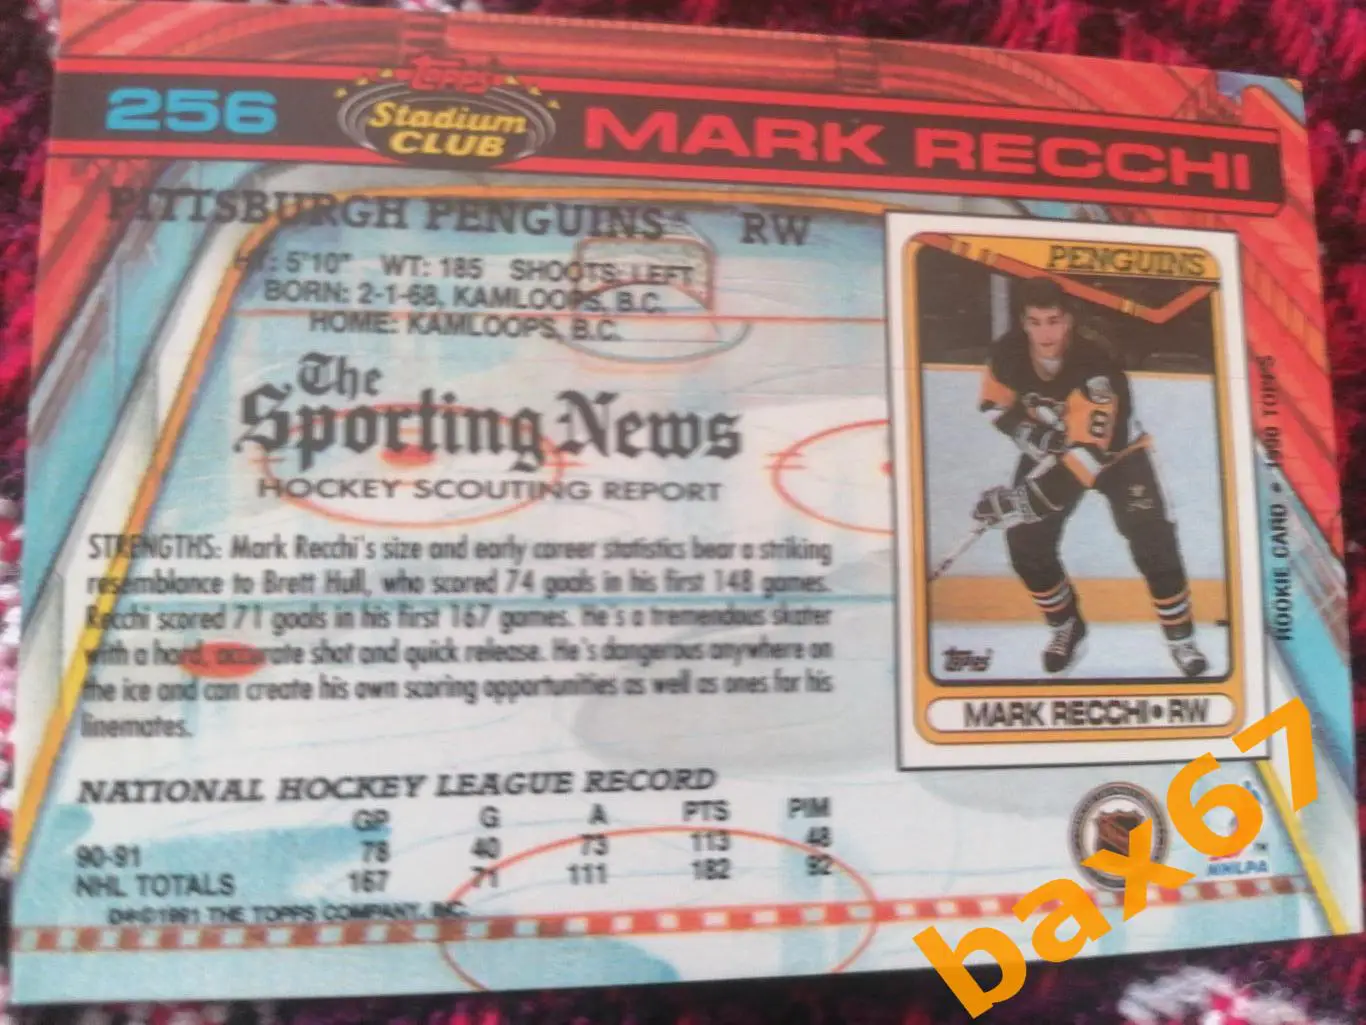 256
Topps
Stadium
CLUB
MARK RECCHI
PITTSBURGH PENGUINS RW
HT: 5'10" WT: 185 SHOOTS: LEFT
BORN: 2-1-68, KAMLOOPS, B.C.
HOME: KAMLOOPS, B.C.
The
Sporting News
HOCKEY SCOUTING REPORT
STRENGTHS: Mark Recchi's size and early career statistics bear a striking
resemblance to Brett Hull, who scored 74 goals in his first 148 games.
Recchi scored 71 goals in his first 167 games. He's a tremendous skater
with a hard, accurate shot and quick release. He's dangerous anywhere on
the ice and can create his own scoring opportunities as well as ones for his
linemates.
PENGUINS
8
Topps
MARK RECCHI • RW
ROOKIE CARD • 1990 TOPPS
NATIONAL HOCKEY LEAGUE RECORD
GP G A PTS PIM
90-91 78 40 73 113 48
NHL TOTALS 167 71 111 182 92
©1991 THE TOPPS COMPANY, INC.
NHLPA
bax67